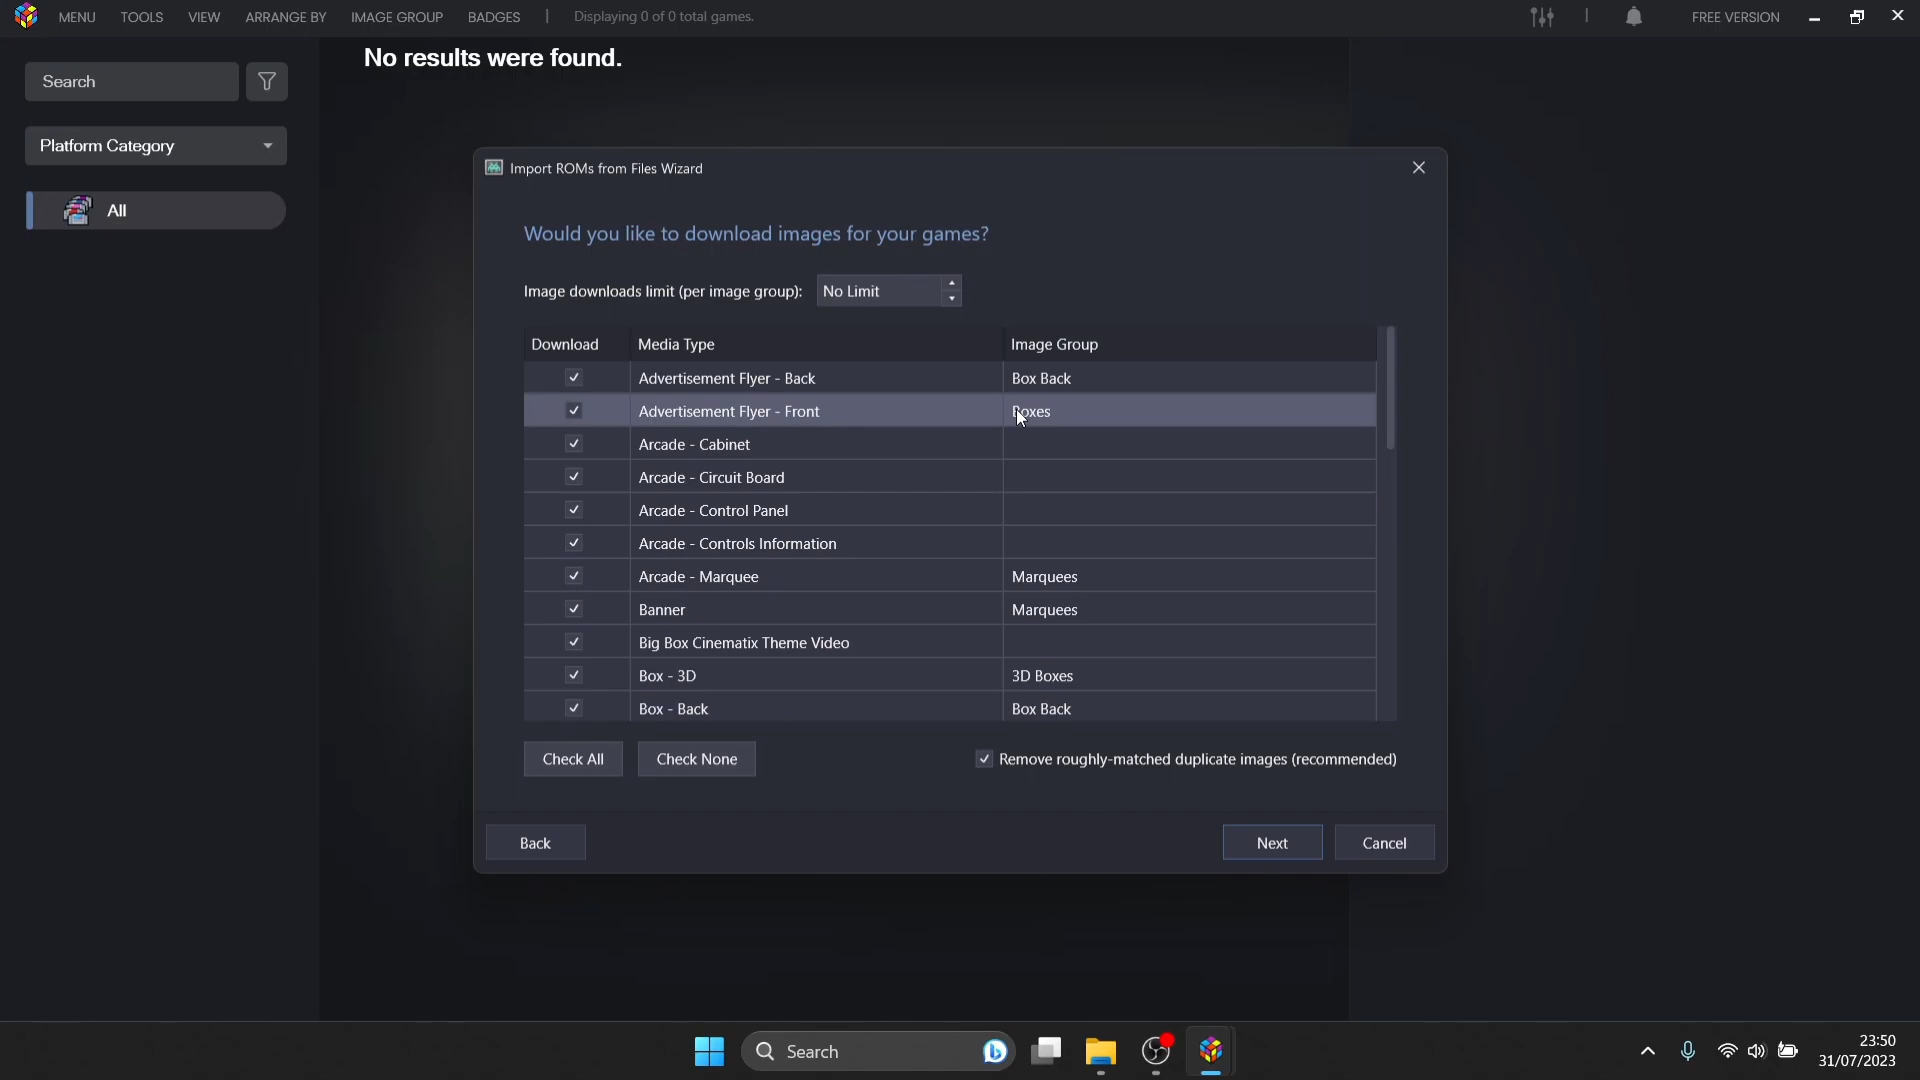 MENU TOOLS VIEW ARRANGE BY IMAGE GROUP BADGES Displaying 0 of 0 total games. FREE VERSION
No results were found.
Search
Platform Category
All
Import ROMs from Files Wizard
Would you like to download images for your games?
Image downloads limit (per image group): No Limit
Download Media Type Image Group
Advertisement Flyer - Back Box Back
Advertisement Flyer - Front Boxes
Arcade - Cabinet
Arcade - Circuit Board
Arcade - Control Panel
Arcade - Controls Information
Arcade - Marquee Marquees
Banner Marquees
Big Box Cinematix Theme Video
Box - 3D 3D Boxes
Box - Back Box Back
Check All Check None Remove roughly-matched duplicate images (recommended)
Back Next Cancel
Search 23:50
31/07/2023